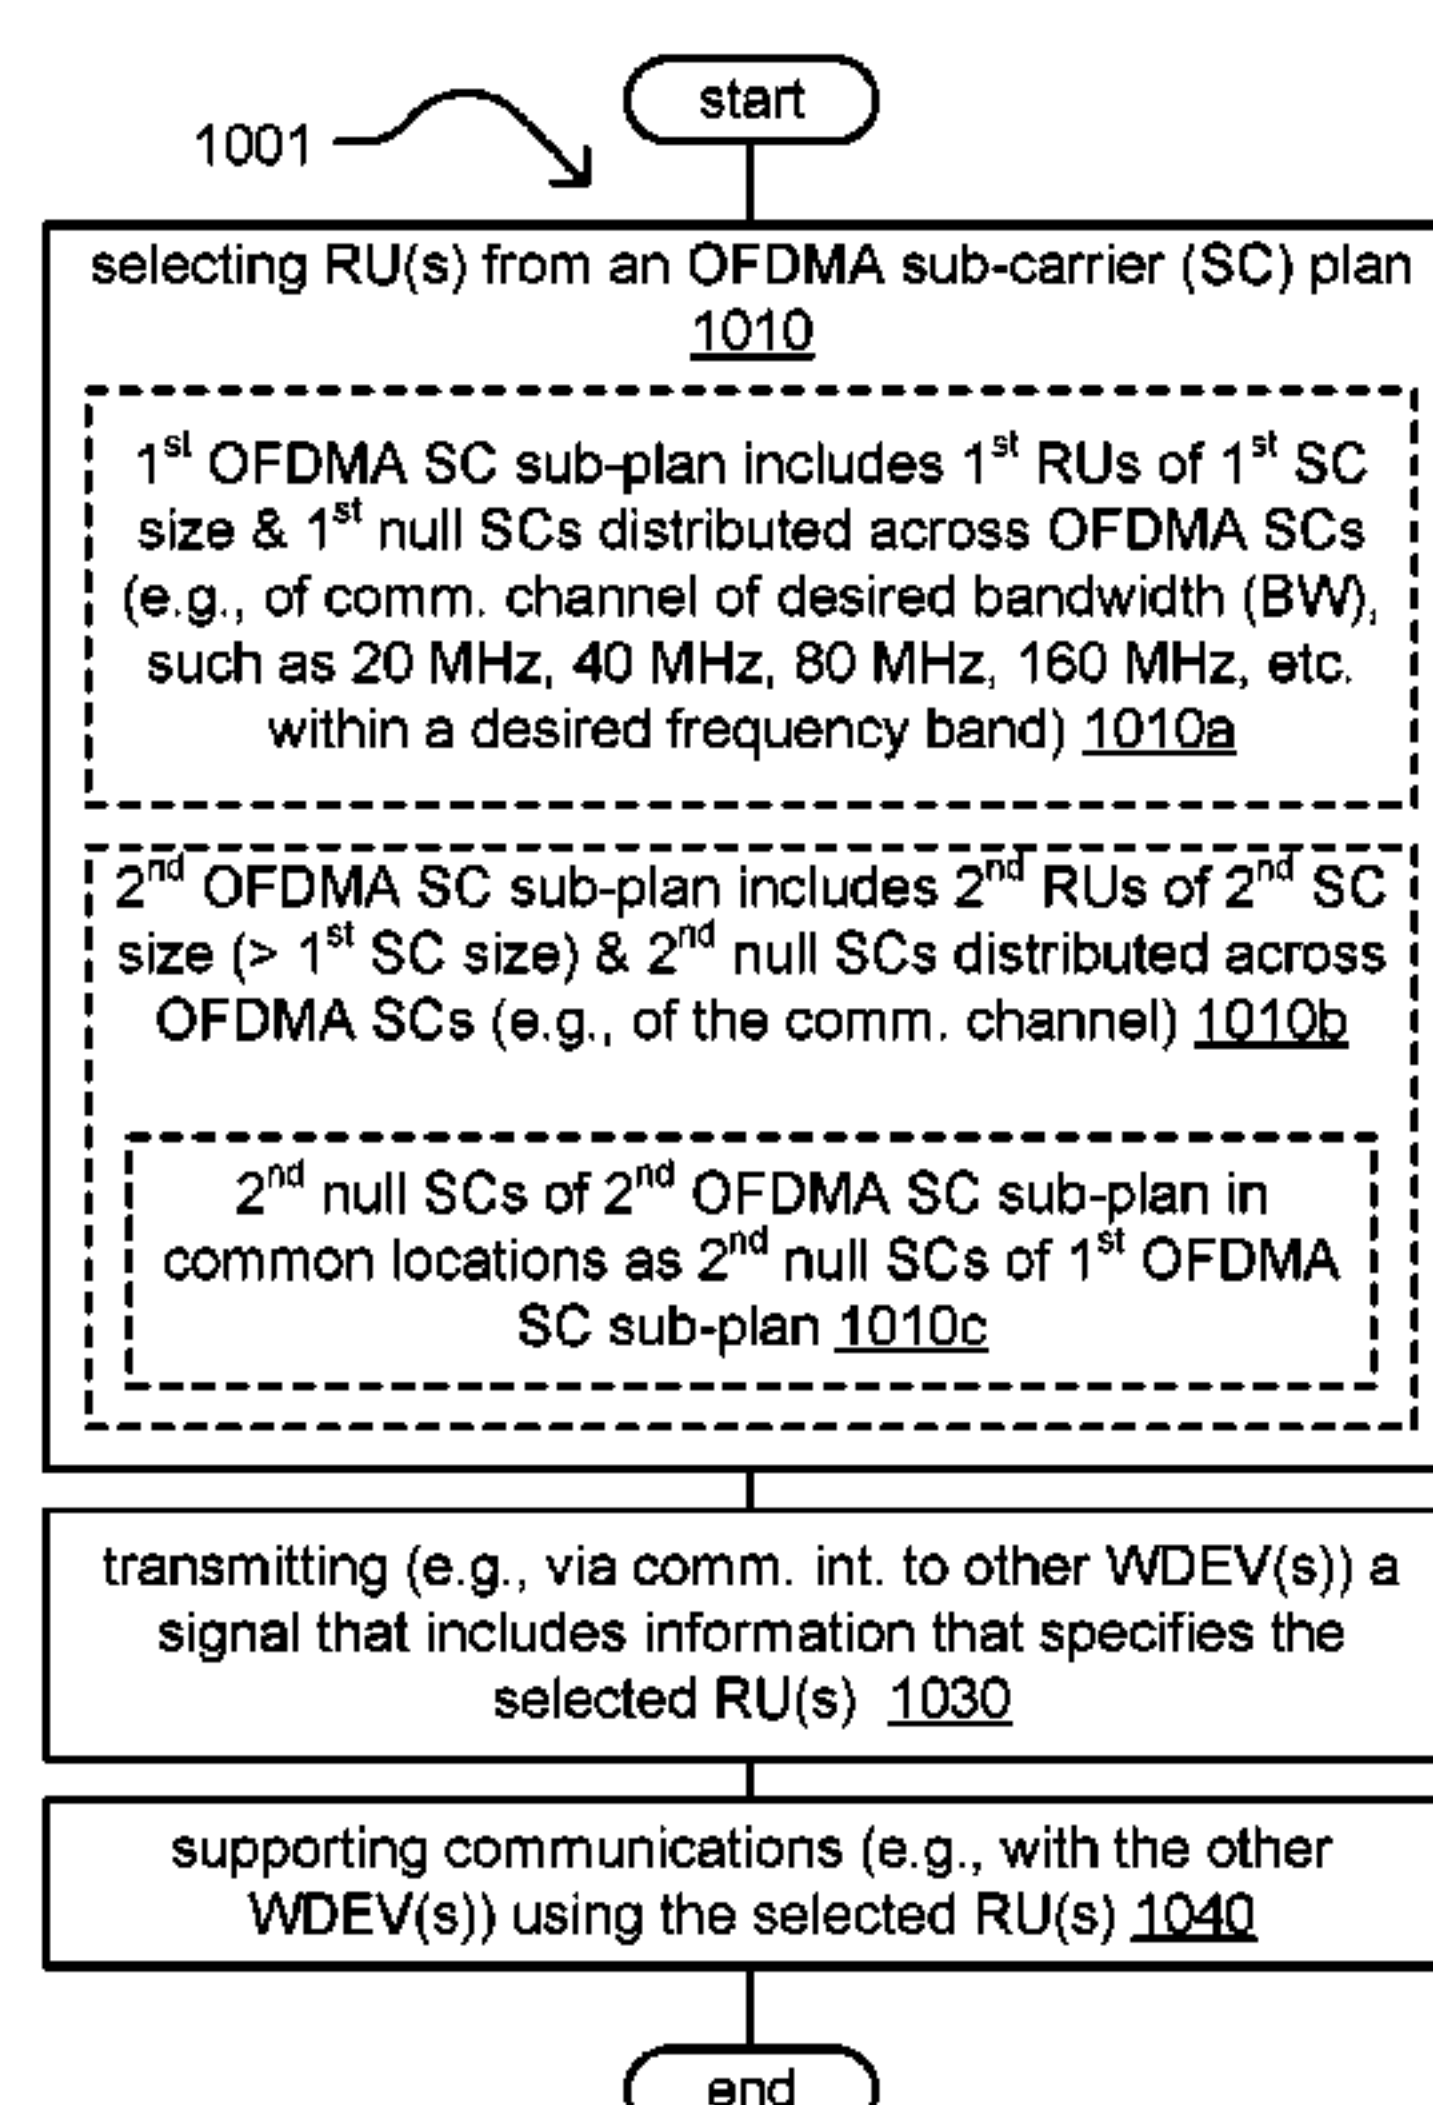 start
1001
selecting RU(s) from an OFDMA sub-carrier (SC) plan
1010
1st OFDMA SC sub-plan includes 1st RUs of 1st SC
size & 1st null SCs distributed across OFDMA SCs
(e.g., of comm. channel of desired bandwidth (BW),
such as 20 MHz, 40 MHz, 80 MHz, 160 MHz, etc.
within a desired frequency band) 1010a
2nd OFDMA SC sub-plan includes 2nd RUs of 2nd SC
size (> 1st SC size) & 2nd null SCs distributed across
OFDMA SCs (e.g., of the comm. channel) 1010b
2nd null SCs of 2nd OFDMA SC sub-plan in
common locations as 2nd null SCs of 1st OFDMA
SC sub-plan 1010c
transmitting (e.g., via comm. int. to other WDEV(s)) a
signal that includes information that specifies the
selected RU(s) 1030
supporting communications (e.g., with the other
WDEV(s)) using the selected RU(s) 1040
end